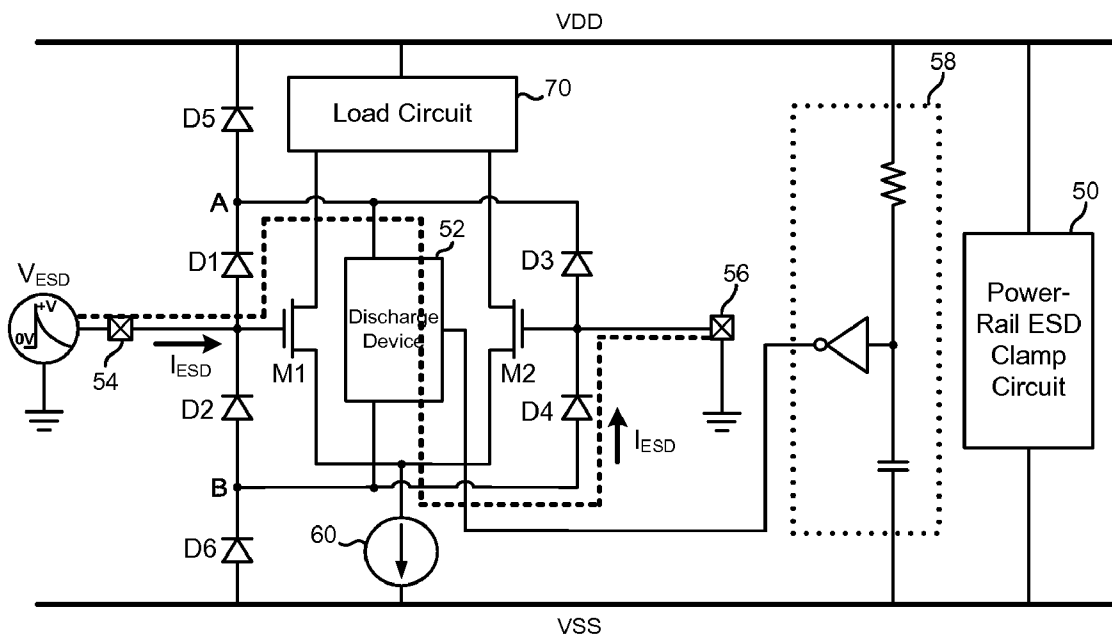 VDD
58
70
Load Circuit
D5
A
52
50
D1
D3
V_ESD
56
+V
0V
Discharge
Device
Power-
Rail ESD
Clamp
Circuit
54
I_ESD
M1
M2
D2
D4
I_ESD
B
60
D6
VSS